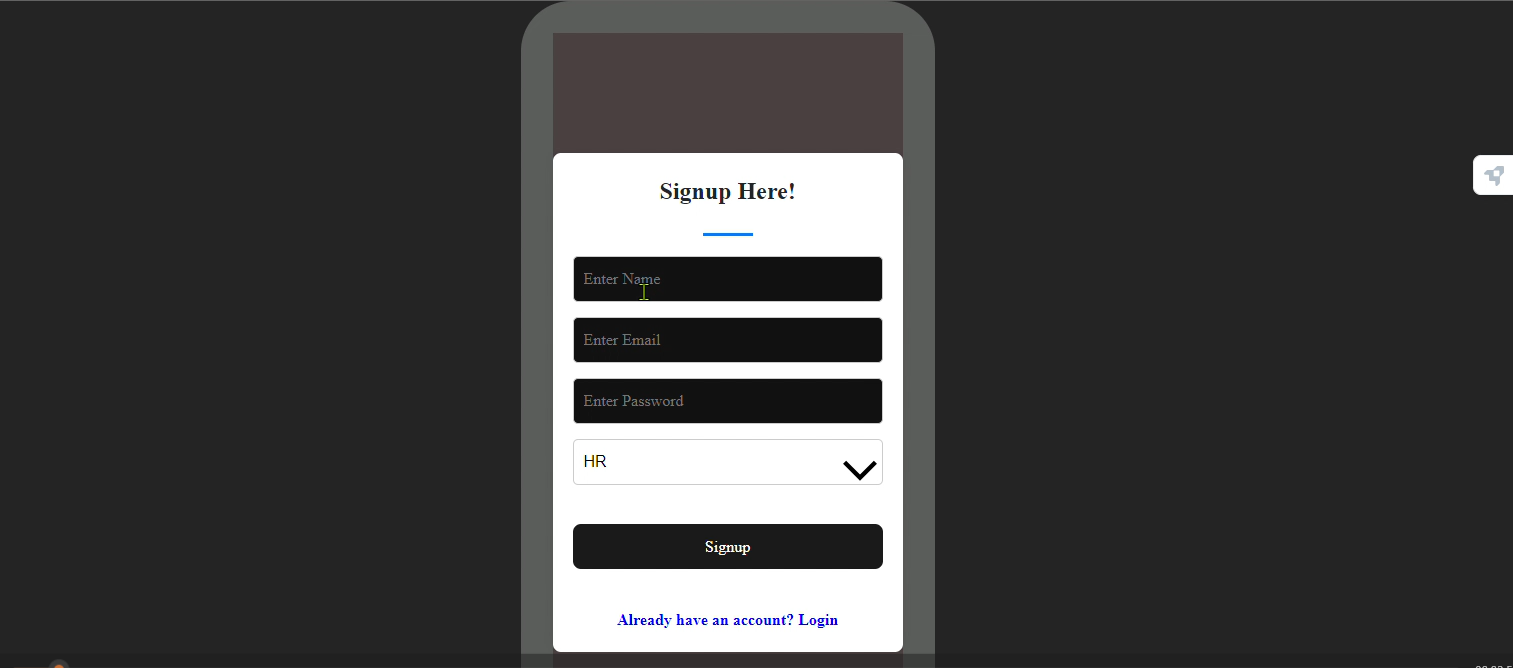 Signup Here!
Enter Name
Enter Email
Enter Password
HR
Signup
Already have an account? Login